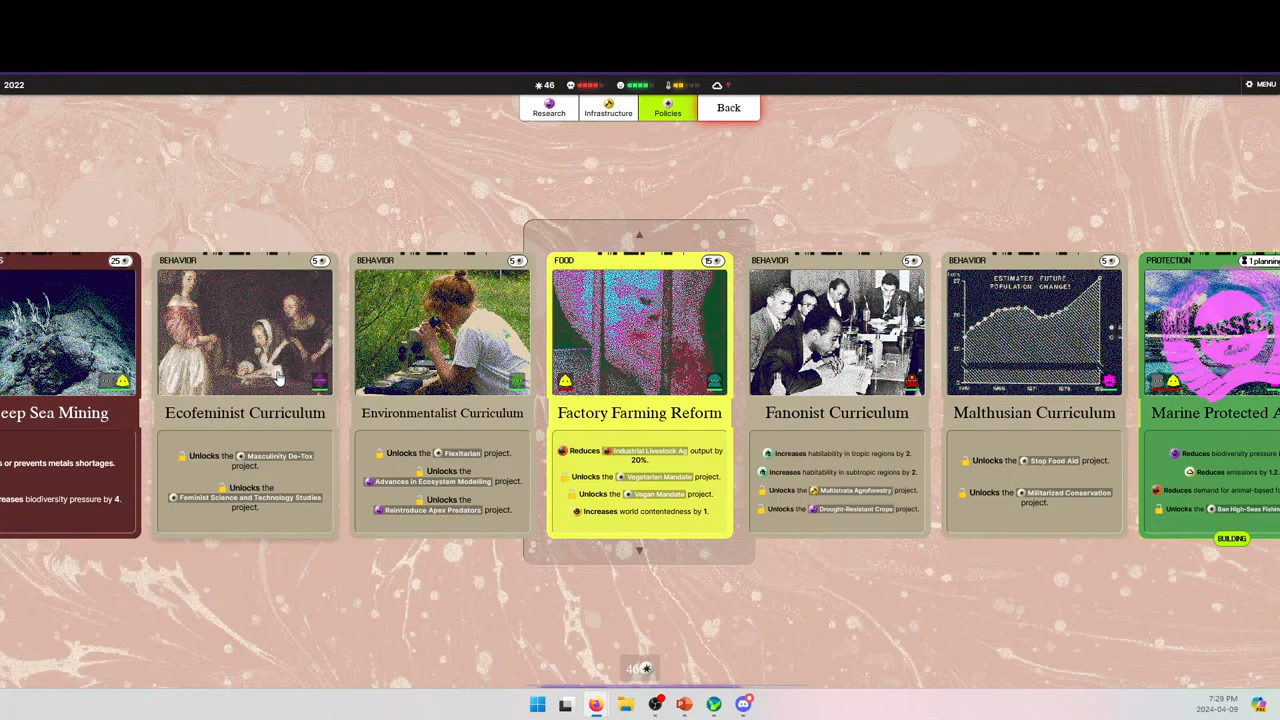 2022
46
MENU
Research
Infrastructure
Policies
Back
25
eep Sea Mining
s or prevents metals shortages.
eases biodiversity pressure by 4.
BEHAVIOR
5
Ecofeminist Curriculum
Unlocks the Masculinity De-Tox
project.
Unlocks the
Feminist Science and Technology Studies
project.
BEHAVIOR
5
Environmentalist Curriculum
Unlocks the Flexitarian project.
Unlocks the
Advances in Ecosystem Modelling project.
Unlocks the
Reintroduce Apex Predators project.
FOOD
15
Factory Farming Reform
Reduces Industrial Livestock Ag output by
20%.
Unlocks the Vegetarian Mandate project.
Unlocks the Vegan Mandate project.
Increases world contentedness by 1.
BEHAVIOR
5
Fanonist Curriculum
Increases habitability in tropic regions by 2.
Increases habitability in subtropic regions by 2.
Unlocks the Multistrata Agroforestry project.
Unlocks the Drought-Resistant Crops project.
BEHAVIOR
5
ESTIMATED FUTURE
POPULATION CHANGE!
Malthusian Curriculum
Unlocks the Stop Food Aid project.
Unlocks the Militarized Conservation
project.
PROTECTION
1 planning
Marine Protected A
Reduces biodiversity pressure b
Reduces emissions by 1.2.
Reduces demand for animal-based fo
Unlocks the Ban High-Seas Fishin
BUILDING
46
7:29 PM
2024-04-09